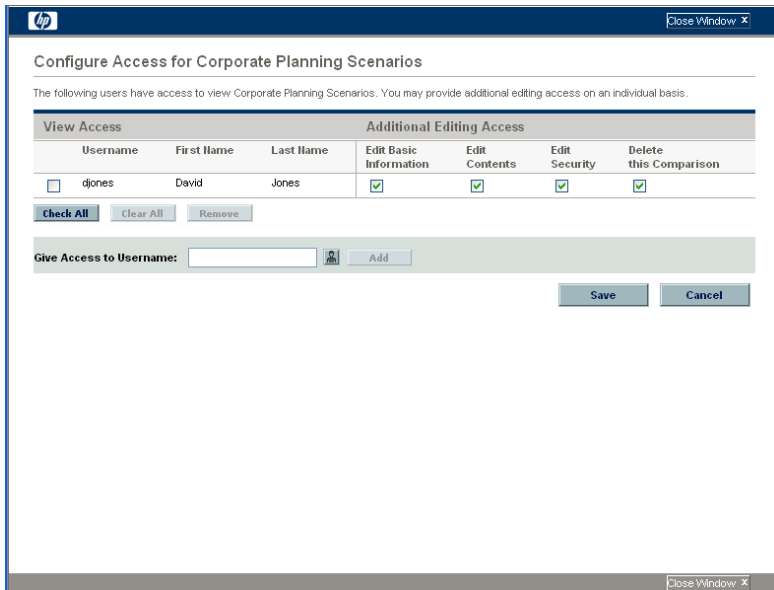 hp
Close Window x
Configure Access for Corporate Planning Scenarios
The following users have access to view Corporate Planning Scenarios. You may provide additional editing access on an individual basis.
View Access Additional Editing Access
Username First Name Last Name Edit Basic Information Edit Contents Edit Security Delete this Comparison
djones David Jones
Check All Clear All Remove
Give Access to Username: Add
Save Cancel
Close Window x